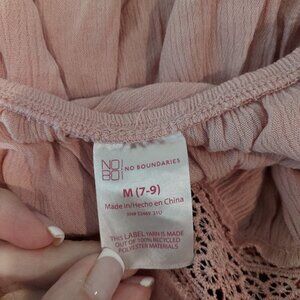 NO
BO
NO BOUNDARIES
M (7-9)
Made in/Hecho en China
THIS LABEL YARN IS MADE
OUT OF 100% RECYCLED
POLYESTER MATERIALS